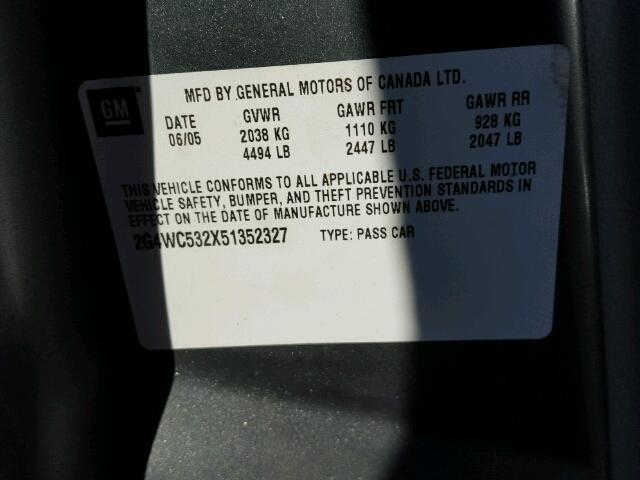 MFD BY GENERAL MOTORS OF CANADA LTD.
GM
DATE GVWR GAWR FRT GAWR RR
06/05 2038 KG 1110 KG 928 KG
4494 LB 2447 LB 2047 LB
THIS VEHICLE CONFORMS TO ALL APPLICABLE U.S. FEDERAL MOTOR
VEHICLE SAFETY, BUMPER, AND THEFT PREVENTION STANDARDS IN
EFFECT ON THE DATE OF MANUFACTURE SHOWN ABOVE.
2G4WC532X51352327 TYPE: PASS CAR